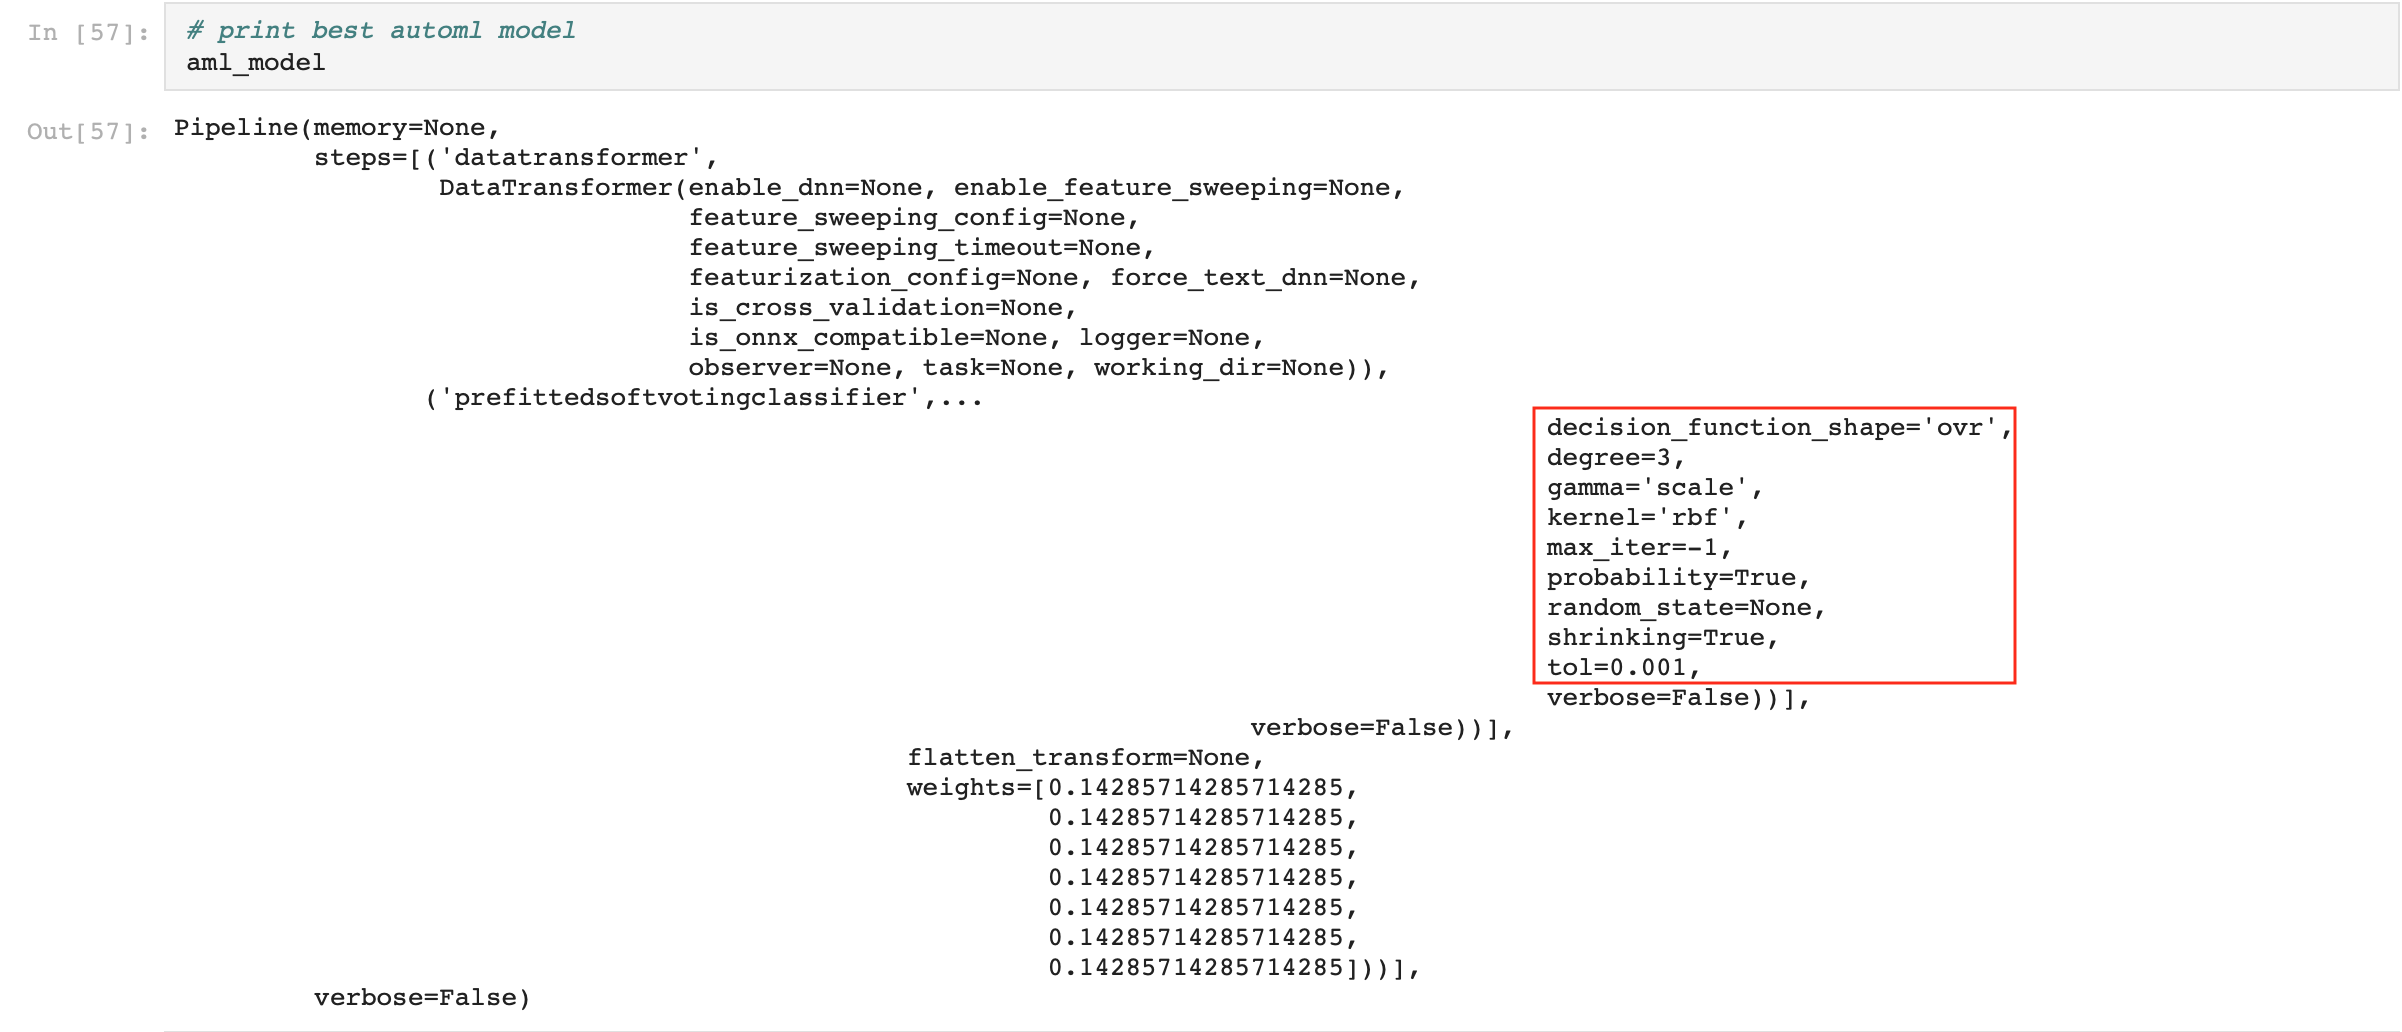 In [57]:
# print best automl model
aml_model
Out[57]:
Pipeline(memory=None,
steps=[('datatransformer',
DataTransformer(enable_dnn=None, enable_feature_sweeping=None,
feature_sweeping_config=None,
feature_sweeping_timeout=None,
featurization_config=None, force_text_dnn=None,
is_cross_validation=None,
is_onnx_compatible=None, logger=None,
observer=None, task=None, working_dir=None)),
('prefittedsoftvotingclassifier',...
decision_function_shape='ovr',
degree=3,
gamma='scale',
kernel='rbf',
max_iter=-1,
probability=True,
random_state=None,
shrinking=True,
tol=0.001,
verbose=False))],
verbose=False))],
flatten_transform=None,
weights=[0.14285714285714285,
0.14285714285714285,
0.14285714285714285,
0.14285714285714285,
0.14285714285714285,
0.14285714285714285,
0.14285714285714285]))],
verbose=False)